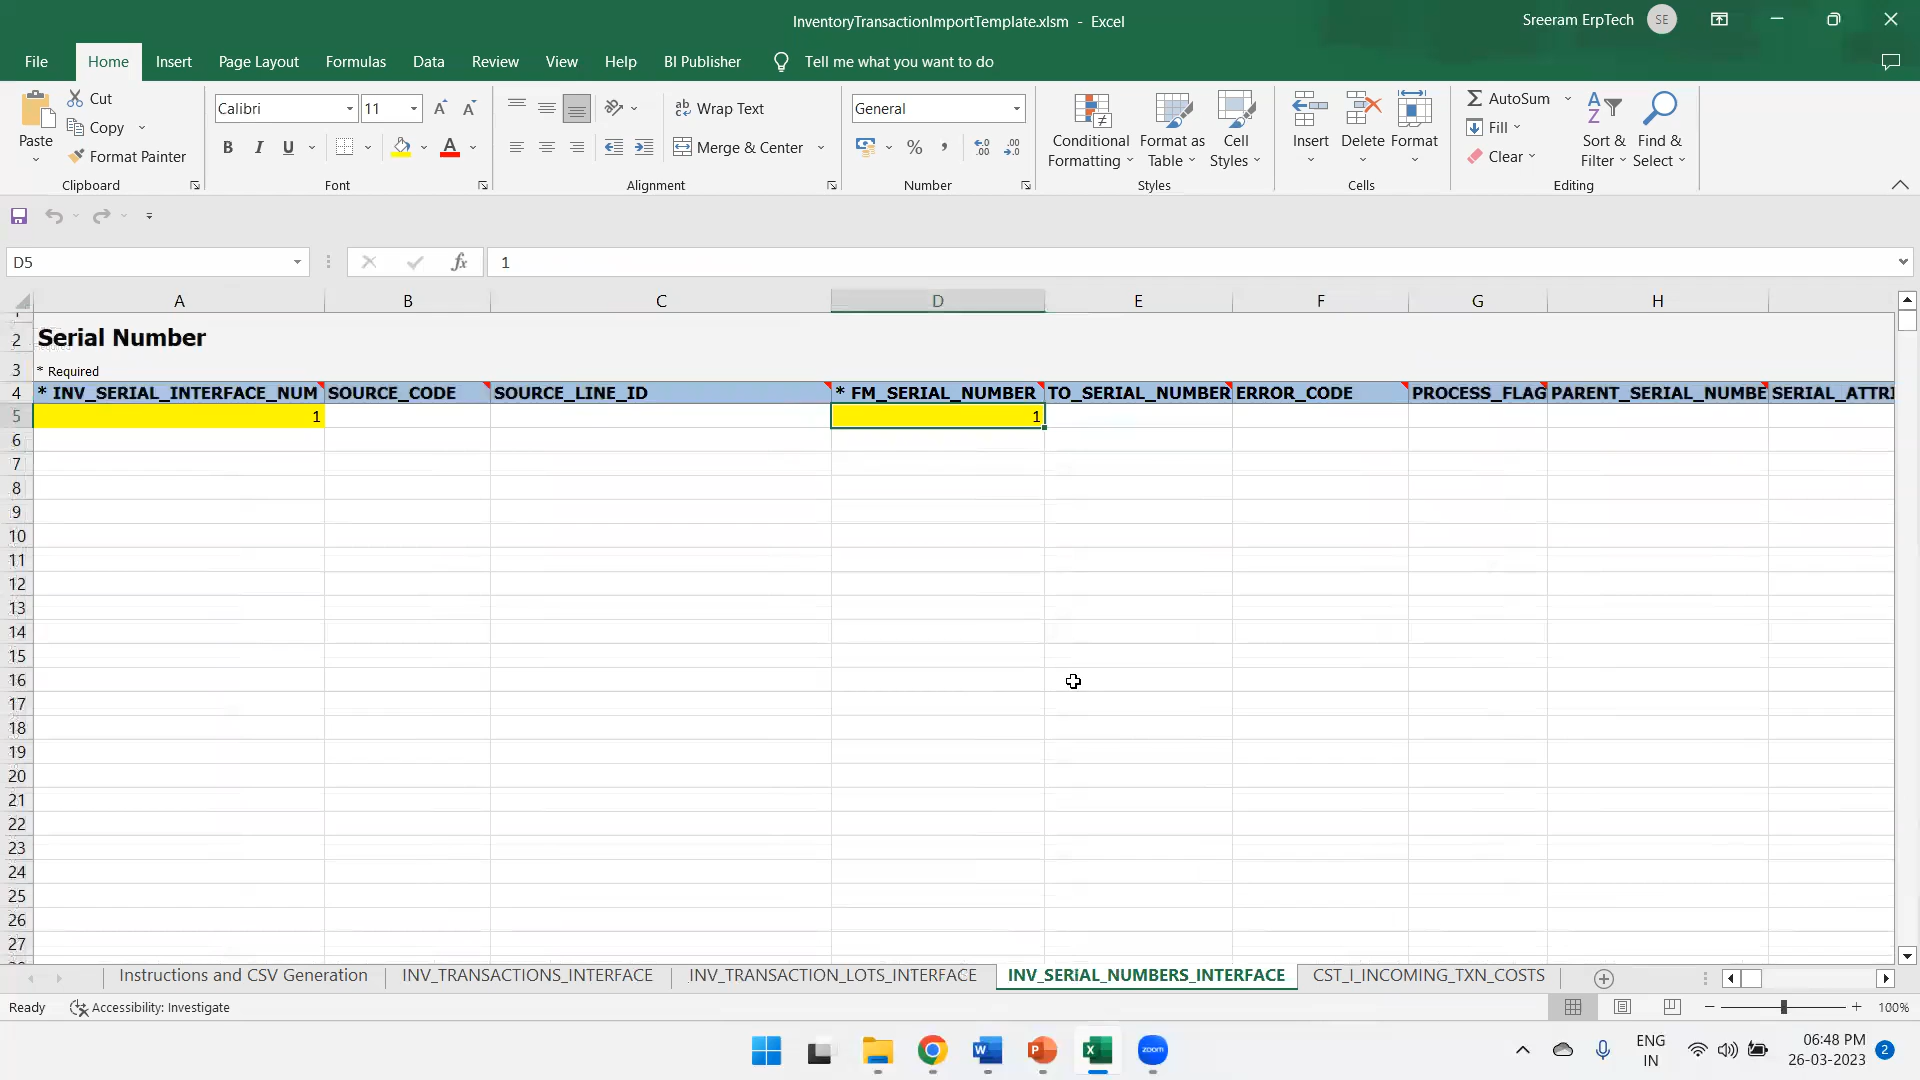 InventoryTransactionImportTemplate.xlsm - Excel
Sreeram ErpTech
SE
File Home Insert Page Layout Formulas Data Review View Help BI Publisher Tell me what you want to do
Paste
Cut
Copy
Format Painter
Clipboard
Calibri 11
B I U
Font
Wrap Text
Merge & Center
Alignment
General
Number
Conditional Formatting
Format as Table
Cell Styles
Styles
Insert Delete Format
Cells
AutoSum
Fill
Clear
Sort & Filter
Find & Select
Editing
D5 fx 1
A B C D E F G H
2 Serial Number
3 * Required
4 * INV_SERIAL_INTERFACE_NUM SOURCE_CODE SOURCE_LINE_ID * FM_SERIAL_NUMBER TO_SERIAL_NUMBER ERROR_CODE PROCESS_FLAG PARENT_SERIAL_NUMBE SERIAL_ATTRI
5 1 1
6
7
8
9
10
11
12
13
14
15
16
17
18
19
20
21
22
23
24
25
26
27
Instructions and CSV Generation INV_TRANSACTIONS_INTERFACE INV_TRANSACTION_LOTS_INTERFACE INV_SERIAL_NUMBERS_INTERFACE CST_I_INCOMING_TXN_COSTS
Ready Accessibility: Investigate 100%
zoom
ENG
IN
06:48 PM
26-03-2023
2